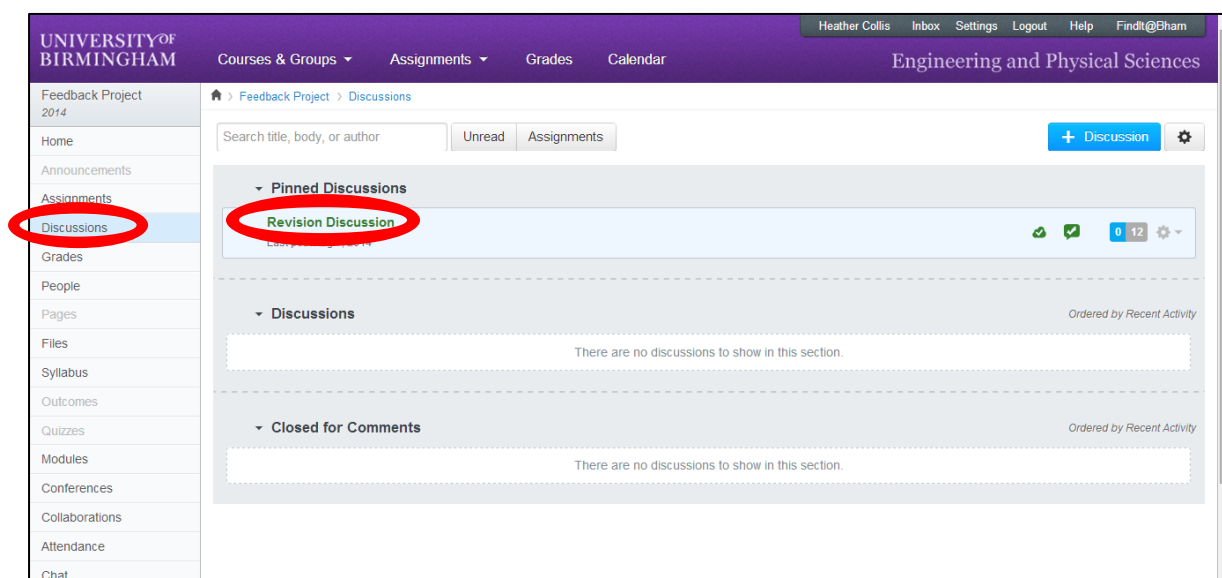 Heather Collis Inbox Settings Logout Help FindIt@Bham
UNIVERSITY OF
BIRMINGHAM
Courses & Groups Assignments Grades Calendar
Engineering and Physical Sciences
Feedback Project
2014
Home
Announcements
Assignments
Discussions
Grades
People
Pages
Files
Syllabus
Outcomes
Quizzes
Modules
Conferences
Collaborations
Attendance
Chat
Feedback Project > Discussions
Search title, body, or author Unread Assignments + Discussion
Pinned Discussions
Revision Discussion
2014
0 12
Discussions Ordered by Recent Activity
There are no discussions to show in this section.
Closed for Comments Ordered by Recent Activity
There are no discussions to show in this section.